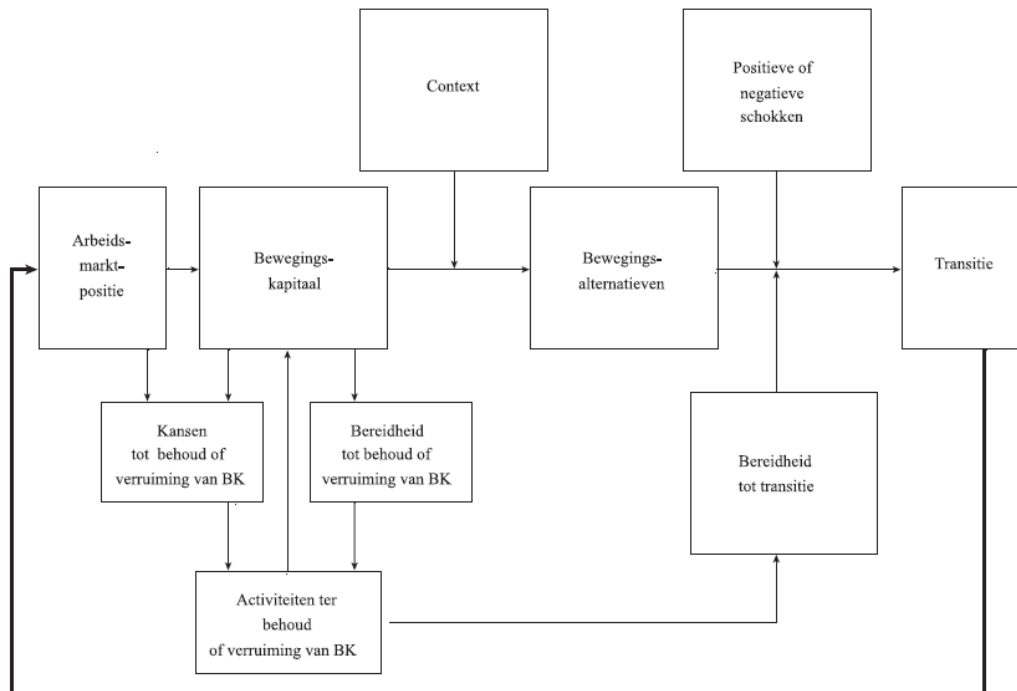 Context
Positieve of
negatieve
schokken
Arbeids-
markt-
positie
Bewegings-
kapitaal
Bewegings-
alternatieven
Transitie
Kansen
tot behoud of
verruiming van BK
Bereidheid
tot behoud of
verruiming van BK
Bereidheid
tot transitie
Activiteiten ter
behoud
of verruiming van BK